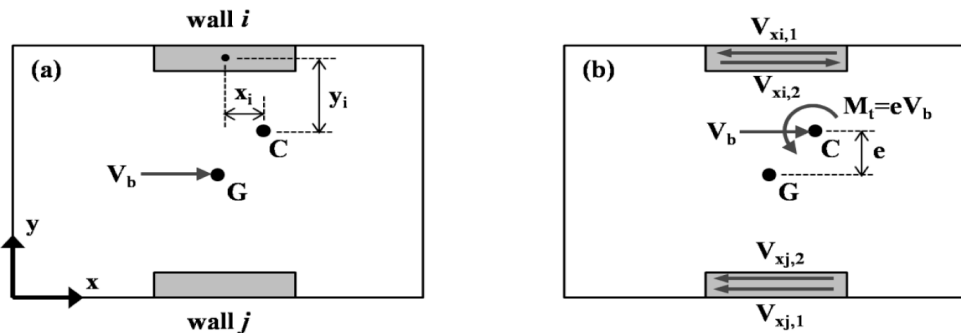 wall i
(a)
x_i
y_i
C
V_b
G
y
x
wall j
V_xi,1
(b)
V_xi,2
M_t=eV_b
V_b
C
e
G
V_xj,2
V_xj,1